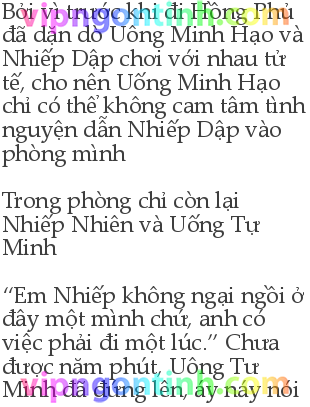 Bởi vì trước khi đi Hồng Phủ
đã dặn dò Uông Minh Hạo và
Nhiếp Dập chơi với nhau tử
tế, cho nên Uống Minh Hạo
chỉ có thể không cam tâm tình
nguyện dẫn Nhiếp Dập vào
phòng mình
Trong phòng chỉ còn lại
Nhiếp Nhiên và Uống Tự
Minh
“Em Nhiếp không ngại ngồi ở
đây một mình chứ, anh có
việc phải đi một lúc.” Chưa
được năm phút, Uông Tư
Minh đã đứng lên, áy náy nói
vipngontinh.com
vipngontinh.com